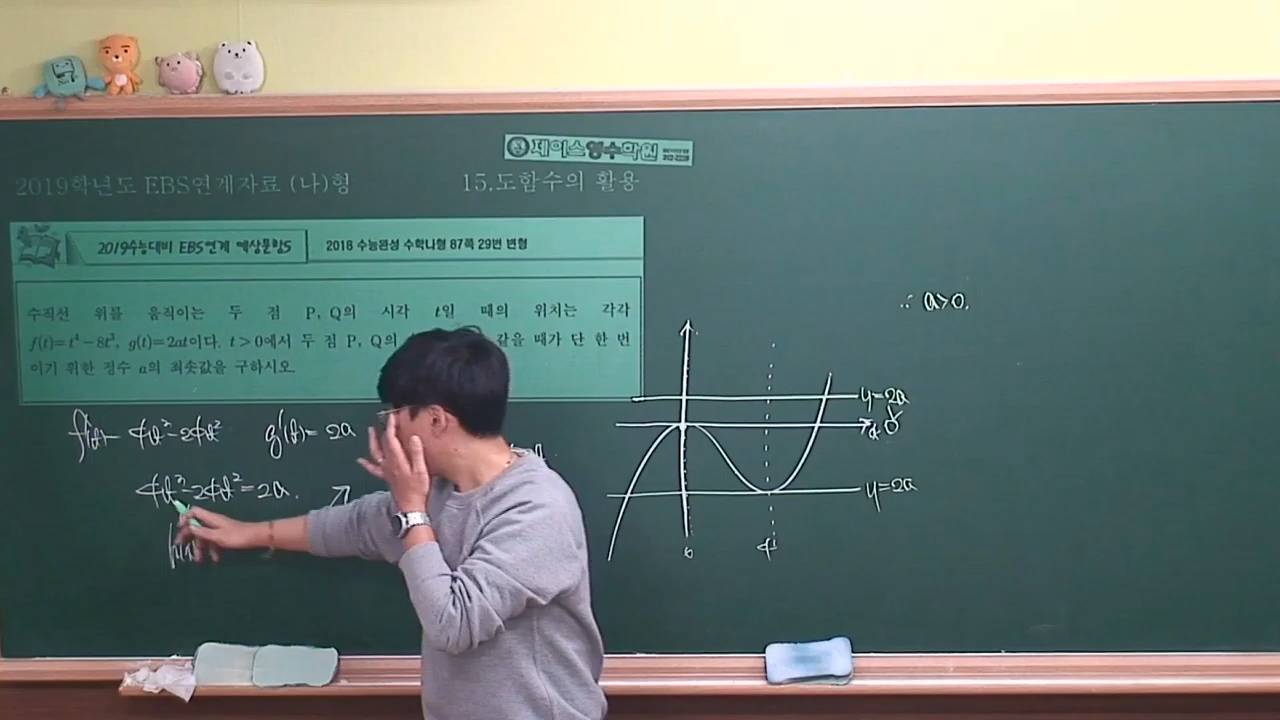 제이스영수학원
2019학년도 EBS연계자료 (나)형
15.도함수의 활용
2019수능대비 EBS연계 예상문항5
2018 수능완성 수학나형 87쪽 29번 변형
수직선 위를 움직이는 두 점 P, Q의 시각 t일 때의 위치는 각각
f(t)=t⁴-8t³, g(t)=2at이다. t>0에서 두 점 P, Q의 같을 때가 단 한 번
이기 위한 정수 a의 최솟값을 구하시오.
f'(t)= 4t³-24t² g'(t)= 2a
4t³-24t²=2a.
∴ a>0.
y=2a
y=2a
0
4